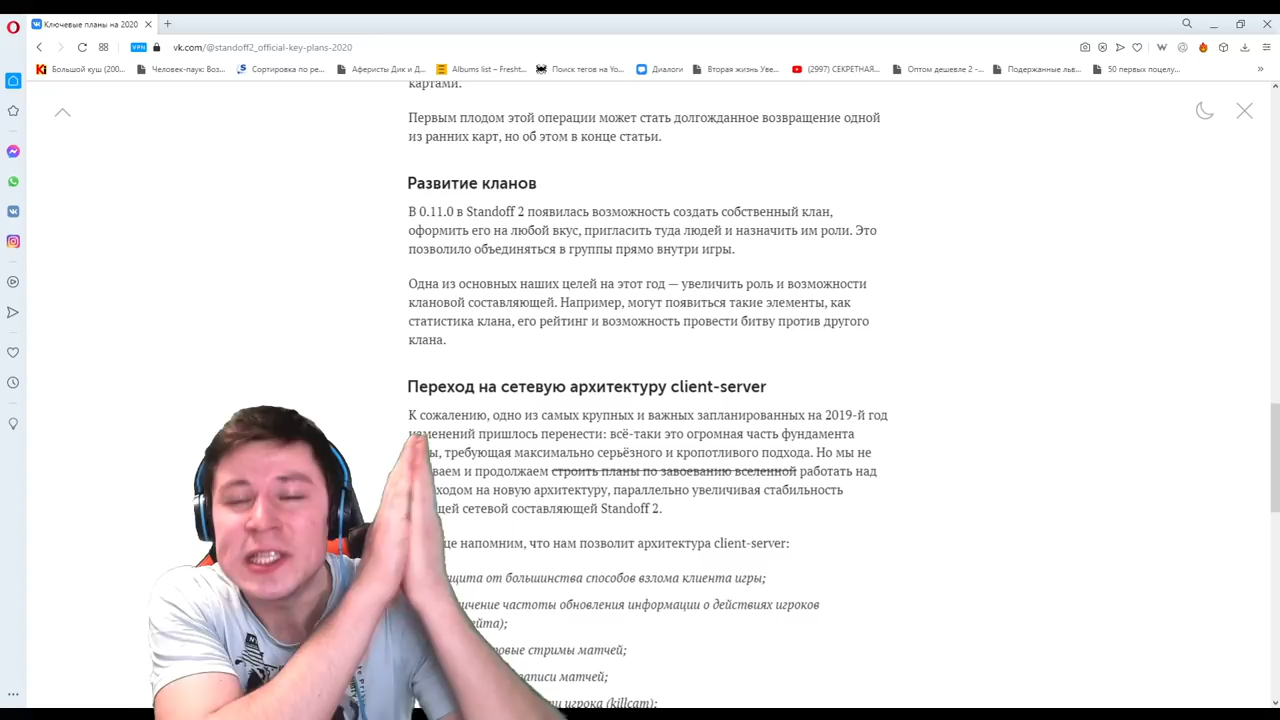 Ключевые планы на 2020
vk.com/@standoff2_official-key-plans-2020
VPN
Большой куш (200...
Человек-паук: Воз...
Сортировка по ре...
Аферисты Дик и Д...
Albums list – Fresht...
Поиск тегов на Yo...
Диалоги
Вторая жизнь Уве...
(2997) СЕКРЕТНАЯ...
Оптом дешевле 2 -...
Подержанные льв...
50 первых поцелу...
картами.
Первым плодом этой операции может стать долгожданное возвращение одной
из ранних карт, но об этом в конце статьи.
Развитие кланов
В 0.11.0 в Standoff 2 появилась возможность создать собственный клан,
оформить его на любой вкус, пригласить туда людей и назначить им роли. Это
позволило объединяться в группы прямо внутри игры.
Одна из основных наших целей на этот год — увеличить роль и возможности
клановой составляющей. Например, могут появиться такие элементы, как
статистика клана, его рейтинг и возможность провести битву против другого
клана.
Переход на сетевую архитектуру client-server
К сожалению, одно из самых крупных и важных запланированных на 2019-й год
изменений пришлось перенести: всё-таки это огромная часть фундамента
ы, требующая максимально серьёзного и кропотливого подхода. Но мы не
ваем и продолжаем строить планы по завоеванию вселенной работать над
ходом на новую архитектуру, параллельно увеличивая стабильность
щей сетевой составляющей Standoff 2.
це напомним, что нам позволит архитектура client-server:
щита от большинства способов взлома клиента игры;
ичение частоты обновления информации о действиях игроков
йта);
ровые стримы матчей;
записи матчей;
ти игрока (killcam);